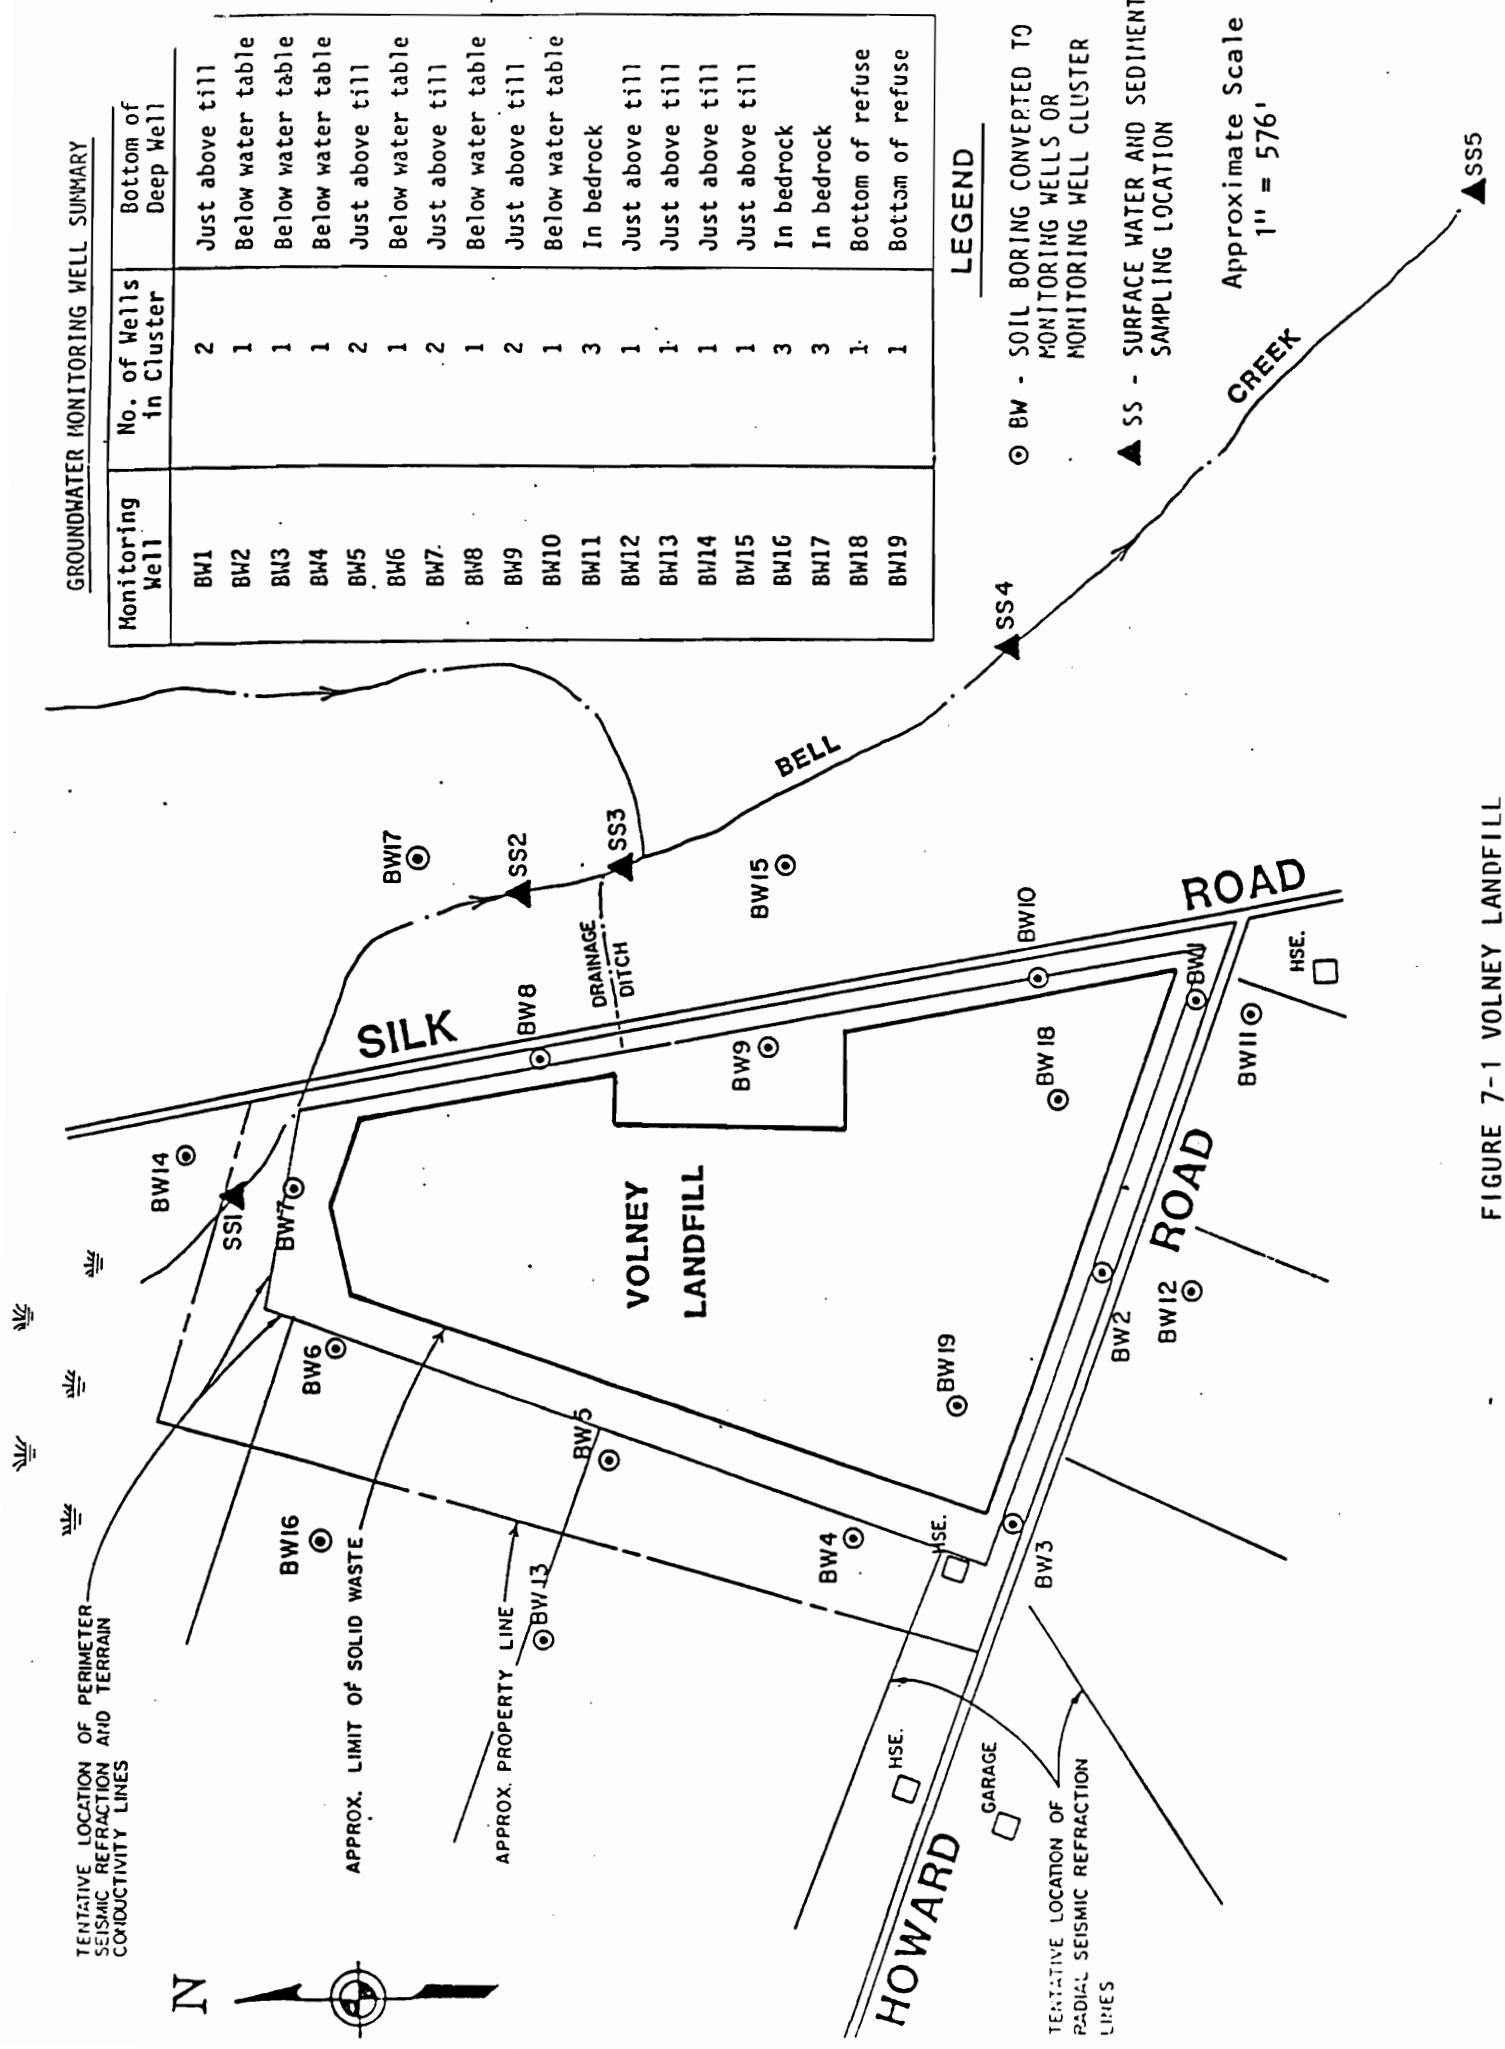 GROUNDWATER MONITORING WELL SUMMARY
Monitoring Well No. of Wells in Cluster Bottom of Deep Well
BW1 2 Just above till
BW2 1 Below water table
BW3 1 Below water table
BW4 1 Below water table
BW5 2 Just above till
BW6 1 Below water table
BW7 2 Just above till
BW8 1 Below water table
BW9 2 Just above till
BW10 1 Below water table
BW11 3 In bedrock
BW12 1 Just above till
BW13 1 Just above till
BW14 1 Just above till
BW15 1 Just above till
BW16 3 In bedrock
BW17 3 In bedrock
BW18 1 Bottom of refuse
BW19 1 Bottom of refuse
LEGEND
BW - SOIL BORING CONVERTED TO
MONITORING WELLS OR
MONITORING WELL CLUSTER
SS - SURFACE WATER AND SEDIMENT
SAMPLING LOCATION
Approximate Scale
1" = 576'
N
TENTATIVE LOCATION OF PERIMETER
SEISMIC REFRACTION AND TERRAIN
CONDUCTIVITY LINES
APPROX. LIMIT OF SOLID WASTE
APPROX. PROPERTY LINE
BW16
BW13
BW14
SS1
BW7
BW6
BW5
BW4
HSE.
BW3
SILK
BW8
DRAINAGE
DITCH
BW17
SS2
SS3
BW15
BELL
CREEK
SS4
SS5
VOLNEY
LANDFILL
BW9
BW18
BW19
BW10
ROAD
BW1
HSE.
BW11
BW2
BW12
ROAD
HSE.
GARAGE
HOWARD
TENTATIVE LOCATION OF
RADIAL SEISMIC REFRACTION
LINES
FIGURE 7-1 VOLNEY LANDFILL